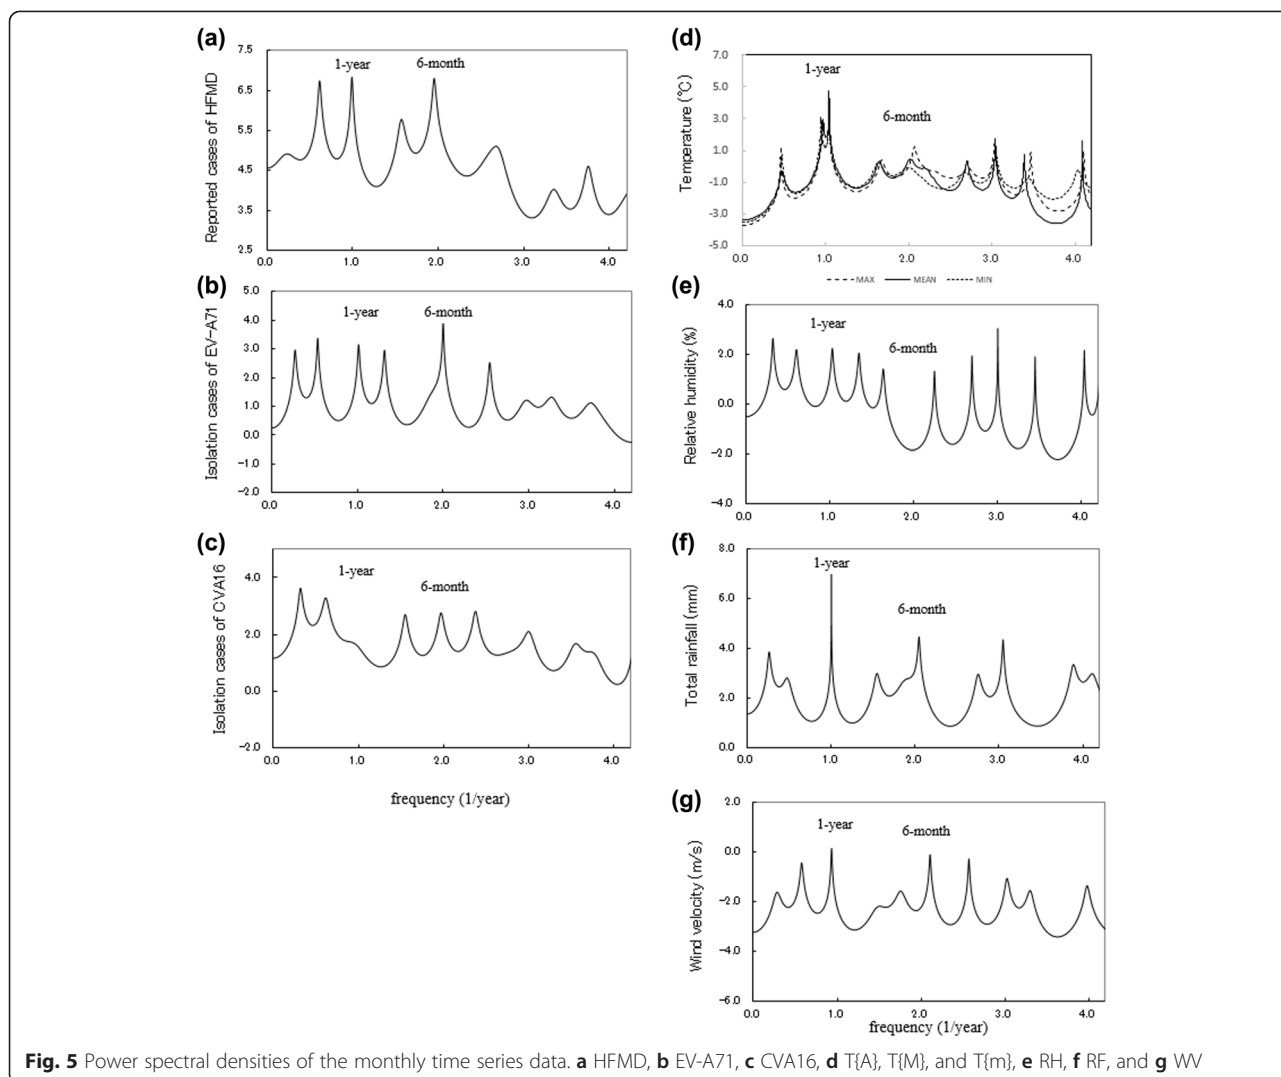 (a)
7.5
6.5
5.5
4.5
3.5
2.5
Reported cases of HFMD
1-year
6-month
0.0 1.0 2.0 3.0 4.0
(b)
5.0
4.0
3.0
2.0
1.0
0.0
−1.0
−2.0
Isolation cases of EV−A71
1-year
6-month
0.0 1.0 2.0 3.0 4.0
(c)
4.0
2.0
0.0
−2.0
Isolation cases of CVA16
1-year
6-month
0.0 1.0 2.0 3.0 4.0
frequency (1/year)
(d)
7.0
5.0
3.0
1.0
-1.0
-3.0
-5.0
Temperature (°C)
1-year
6-month
0.0 1.0 2.0 3.0 4.0
MAX MEAN MIN
(e)
4.0
2.0
0.0
−2.0
−4.0
Relative humidity (%)
1-year
6-month
0.0 1.0 2.0 3.0 4.0
(f)
8.0
6.0
4.0
2.0
0.0
Total rainfall (mm)
1-year
6-month
0.0 1.0 2.0 3.0 4.0
(g)
2.0
0.0
−2.0
−4.0
−6.0
Wind velocity (m/s)
1-year
6-month
0.0 1.0 2.0 3.0 4.0
frequency (1/year)
Fig. 5 Power spectral densities of the monthly time series data. a HFMD, b EV-A71, c CVA16, d T{A}, T{M}, and T{m}, e RH, f RF, and g WV